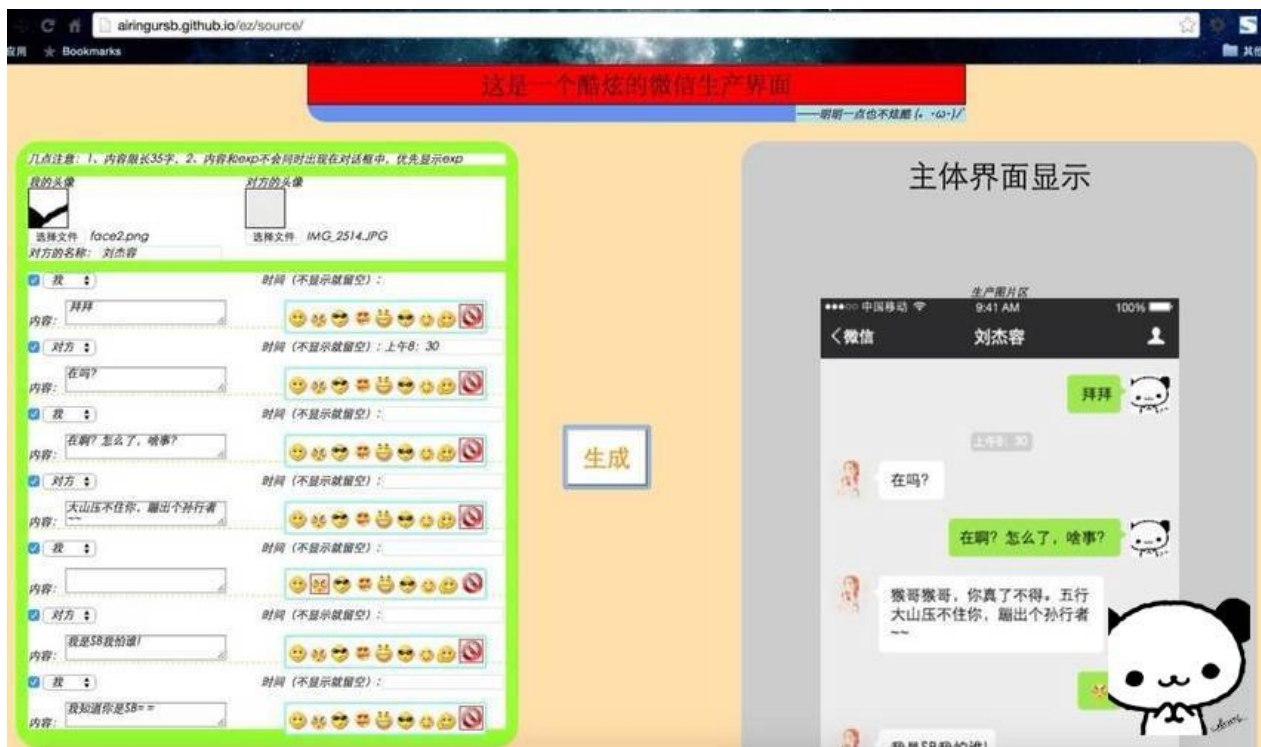 airingursb.github.io/ez/source/
应用 Bookmarks
这是一个酷炫的微信生产界面
——明明一点也不炫酷 (。·ω·)/゛
几点注意：1、内容限长35字，2、内容和exp不会同时出现在对话框中，优先显示exp
我的头像 对方的头像
选择文件 face2.png 选择文件 IMG_2514.JPG
对方的名称： 刘杰容
我 时间（不显示就留空）：
内容： 拜拜
对方 时间（不显示就留空）：上午8：30
内容： 在吗?
我 时间（不显示就留空）：
内容： 在啊? 怎么了，啥事?
对方 时间（不显示就留空）：
内容： 大山压不住你，蹦出个孙行者
~~
我 时间（不显示就留空）：
内容：
对方 时间（不显示就留空）：
内容： 我是SB我怕谁!
我 时间（不显示就留空）：
内容： 我知道你是SB= =
生成
主体界面显示
生产图片区
中国移动 9:41 AM 100%
微信 刘杰容
拜拜
上午8：30
在吗?
在啊? 怎么了，啥事?
猴哥猴哥，你真了不得。五行
大山压不住你，蹦出个孙行者
~~
我是SB我怕谁!